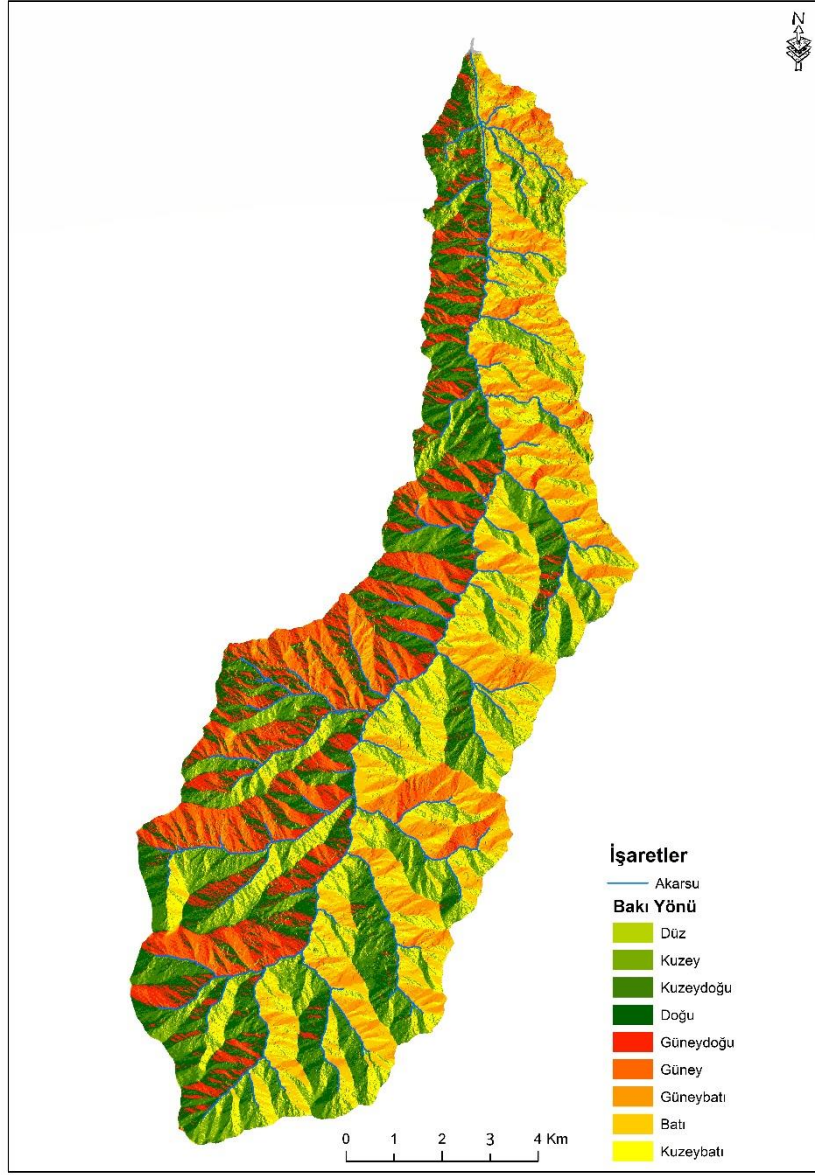 N
İşaretler
Akarsu
Bakı Yönü
Düz
Kuzey
Kuzeydoğu
Doğu
Güneydoğu
Güney
Güneybatı
Batı
Kuzeybatı
0 1 2 3 4 Km